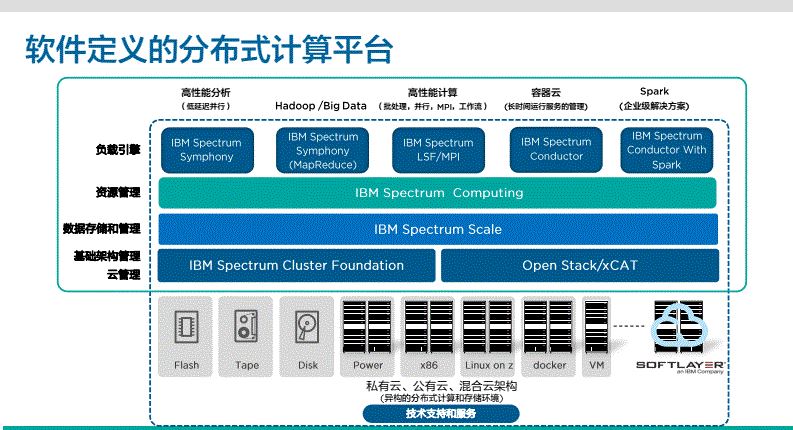 软件定义的分布式计算平台
高性能分析
（低延迟并行）
Hadoop /Big Data
高性能计算
（批处理，并行，MPI，工作流）
容器云
(长时间运行服务的管理)
Spark
(企业级解决方案)
负载引擎
IBM Spectrum
Symphony
IBM Spectrum
Symphony
(MapReduce)
IBM Spectrum
LSF/MPI
IBM Spectrum
Conductor
IBM Spectrum
Conductor With
Spark
资源管理
IBM Spectrum Computing
数据存储和管理
IBM Spectrum Scale
基础架构管理
云管理
IBM Spectrum Cluster Foundation
Open Stack/xCAT
Flash
Tape
Disk
Power
x86
Linux on z
docker
VM
SOFTLAYER
an IBM Company
私有云、公有云、混合云架构
(异构的分布式计算和存储环境)
技术支持和服务